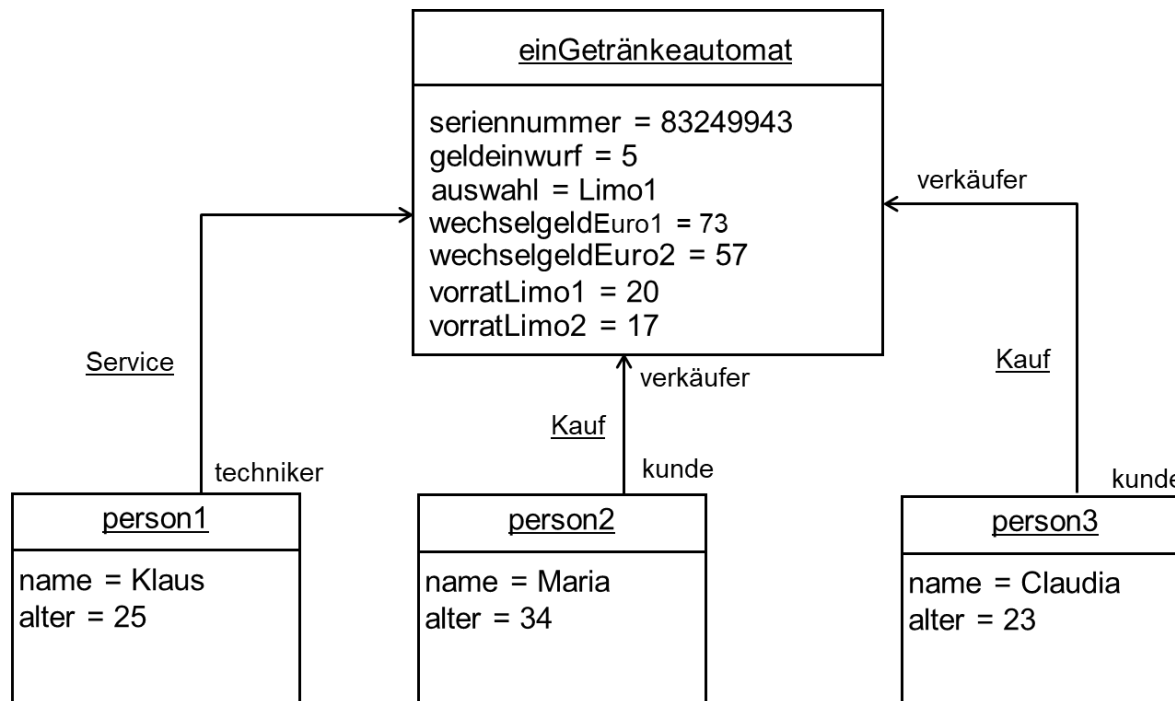 einGetränkeautomat
seriennummer = 83249943
geldeinwurf = 5
auswahl = Limo1
wechselgeldEuro1 = 73
wechselgeldEuro2 = 57
vorratLimo1 = 20
vorratLimo2 = 17
verkäufer
Service
verkäufer
Kauf
Kauf
techniker
kunde
kunde
person1
name = Klaus
alter = 25
person2
name = Maria
alter = 34
person3
name = Claudia
alter = 23